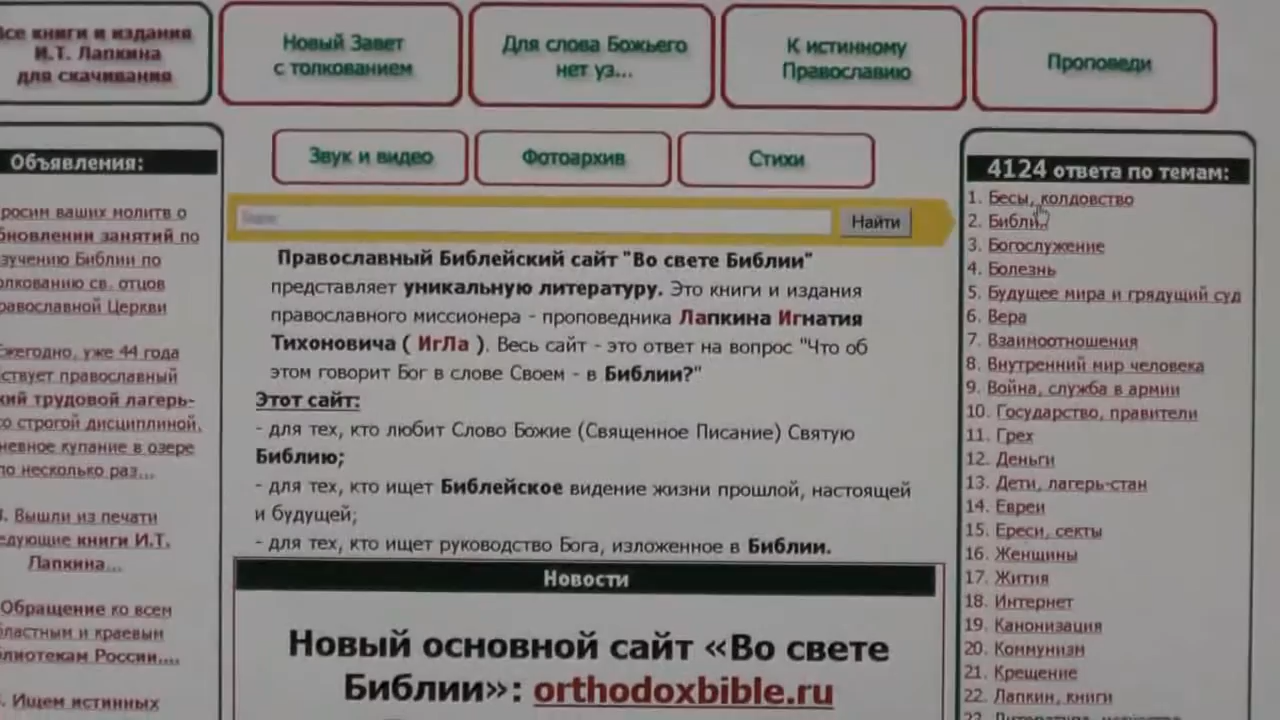 все книги и издания
И.Т. Лапкина
для скачивания
Новый Завет
с толкованием
Для слова Божьего
нет уз...
К истинному
Православию
Проповеди
Звук и видео
Фотоархив
Стихи
Объявления:
росим ваших молитв о
бновлении занятий по
зучению Библии по
олкованию св. отцов
равославной Церкви
Ежегодно, уже 44 года
ствует православный
кий трудовой лагерь-
со строгой дисциплиной,
невное купание в озере
по несколько раз...
Вышли из печати
едующие книги И.Т.
Лапкина...
Обращение ко всем
бластным и краевым
блиотекам России....
Ищем истинных
Найти
Православный Библейский сайт "Во свете Библии"
представляет уникальную литературу. Это книги и издания
православного миссионера - проповедника Лапкина Игнатия
Тихоновича ( ИгЛа ). Весь сайт - это ответ на вопрос "Что об
этом говорит Бог в слове Своем - в Библии?"
Этот сайт:
- для тех, кто любит Слово Божие (Священное Писание) Святую
Библию;
- для тех, кто ищет Библейское видение жизни прошлой, настоящей
и будущей;
- для тех, кто ищет руководство Бога, изложенное в Библии.
Новости
Новый основной сайт «Во свете
Библии»: orthodoxbible.ru
4124 ответа по темам:
1. Бесы, колдовство
2. Библия
3. Богослужение
4. Болезнь
5. Будущее мира и грядущий суд
6. Вера
7. Взаимоотношения
8. Внутренний мир человека
9. Война, служба в армии
10. Государство, правители
11. Грех
12. Деньги
13. Дети, лагерь-стан
14. Евреи
15. Ереси, секты
16. Женщины
17. Жития
18. Интернет
19. Канонизация
20. Коммунизм
21. Крещение
22. Лапкин, книги